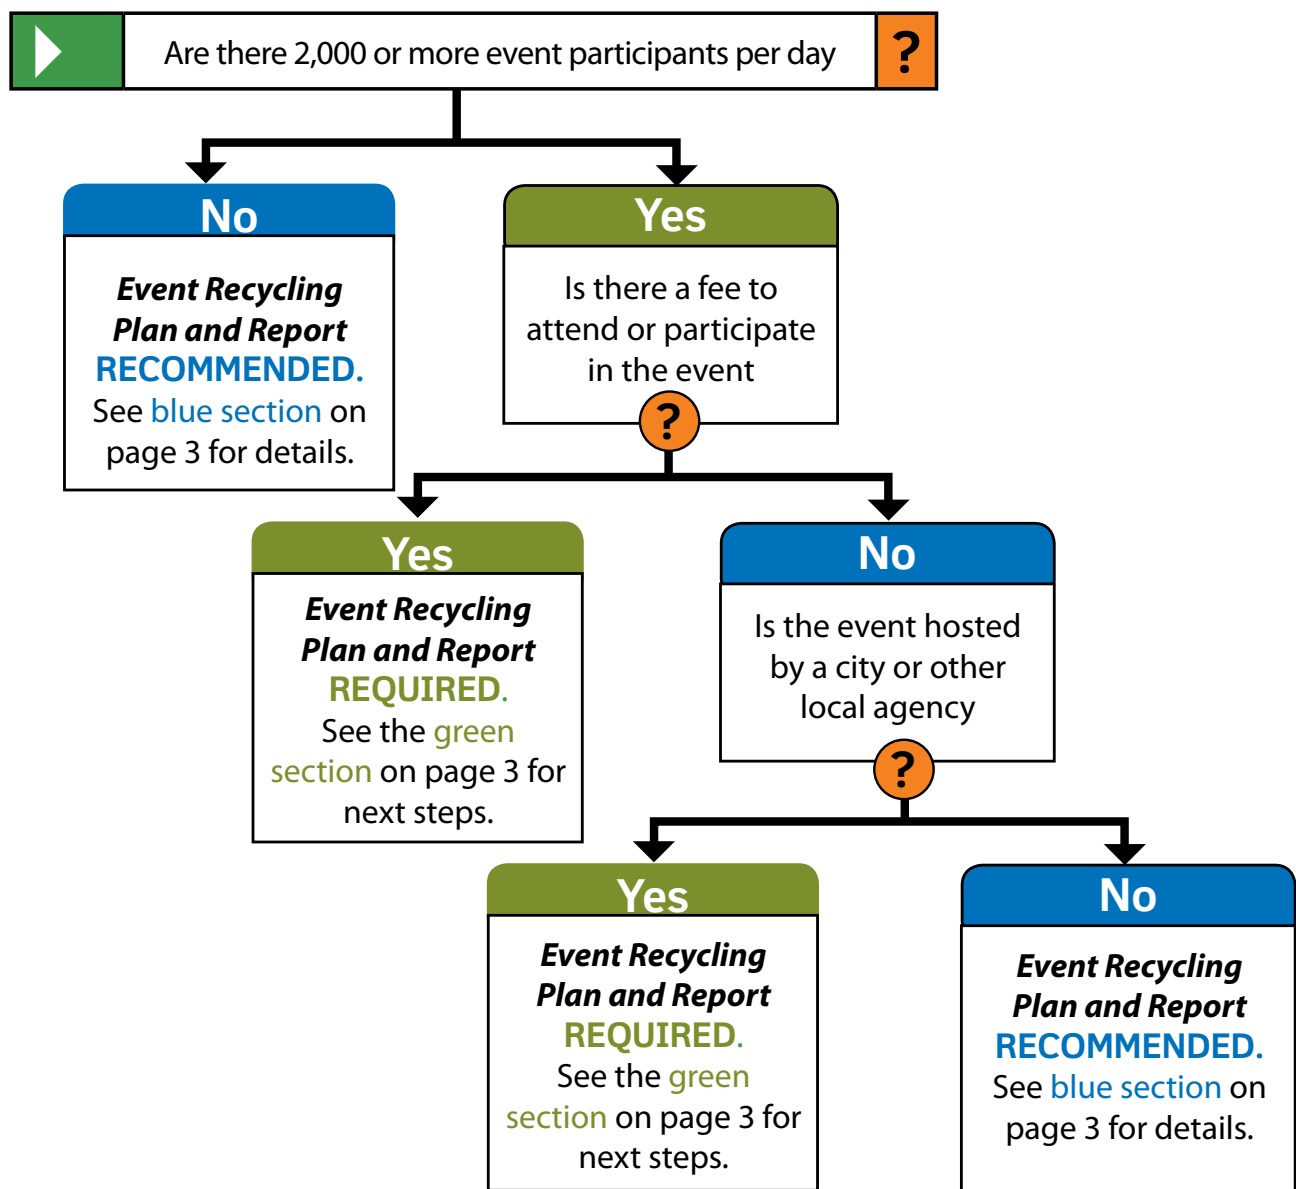 Are there 2,000 or more event participants per day
?
No
Event Recycling
Plan and Report
RECOMMENDED.
See blue section on
page 3 for details.
Yes
Is there a fee to
attend or participate
in the event
?
Yes
Event Recycling
Plan and Report
REQUIRED.
See the green
section on page 3 for
next steps.
No
Is the event hosted
by a city or other
local agency
?
Yes
Event Recycling
Plan and Report
REQUIRED.
See the green
section on page 3 for
next steps.
No
Event Recycling
Plan and Report
RECOMMENDED.
See blue section on
page 3 for details.